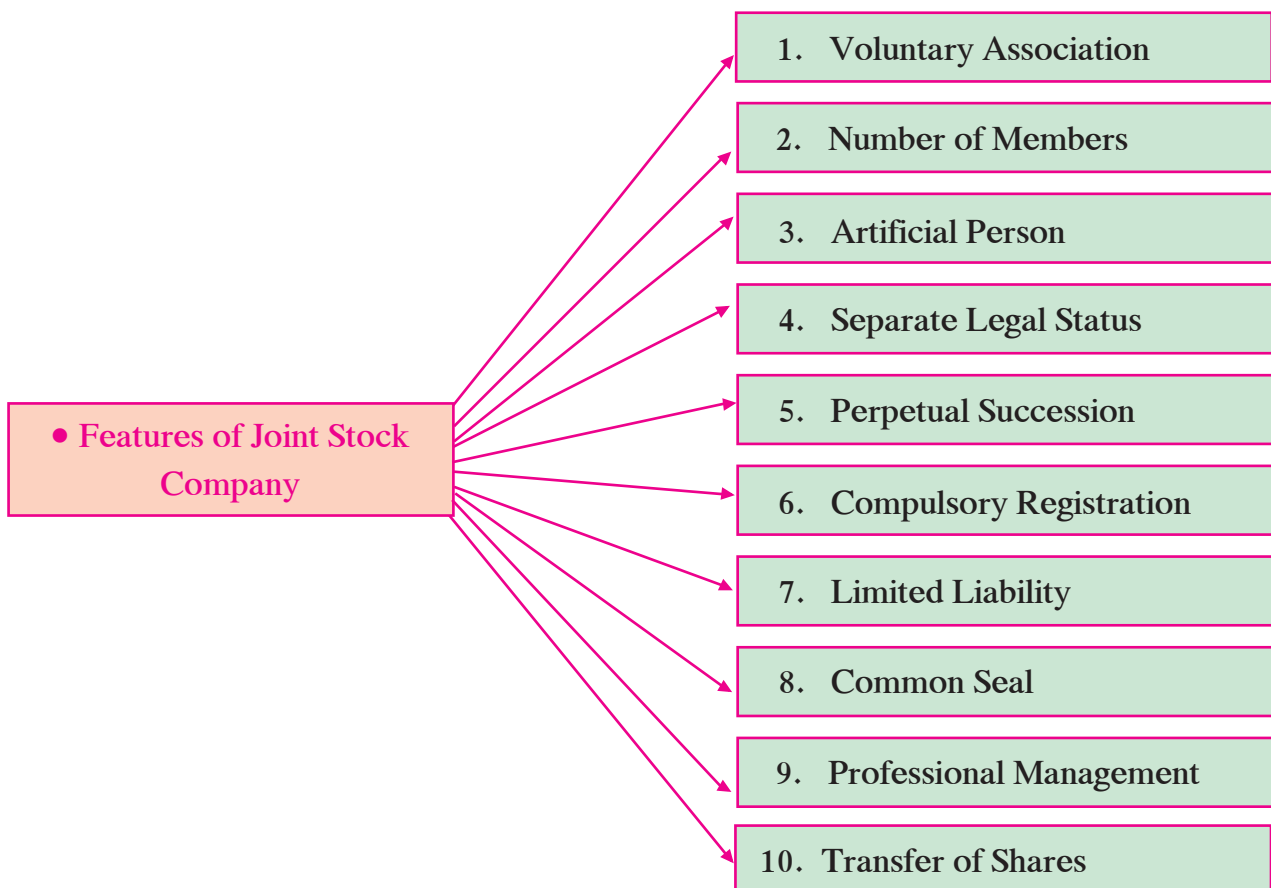 • Features of Joint Stock
Company
1. Voluntary Association
2. Number of Members
3. Artificial Person
4. Separate Legal Status
5. Perpetual Succession
6. Compulsory Registration
7. Limited Liability
8. Common Seal
9. Professional Management
10. Transfer of Shares